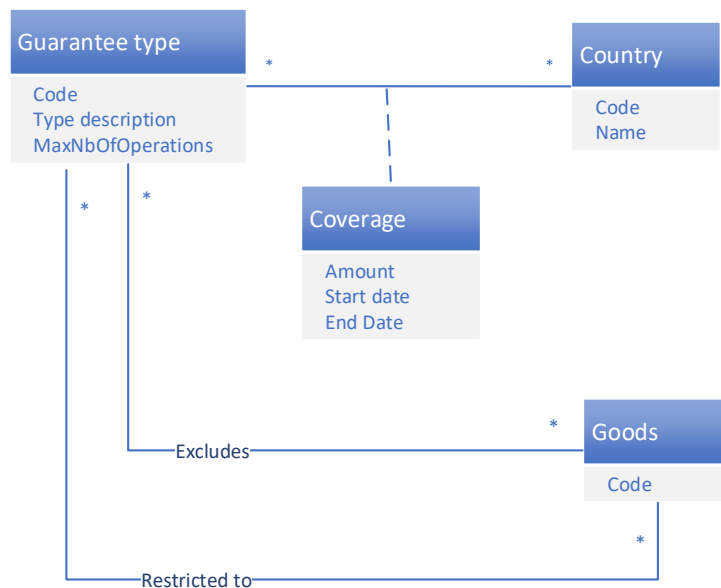 Guarantee type
Code
Type description
MaxNbOfOperations
*
*
Country
Code
Name
*
*
Coverage
Amount
Start date
End Date
Excludes
*
Goods
Code
*
Restricted to